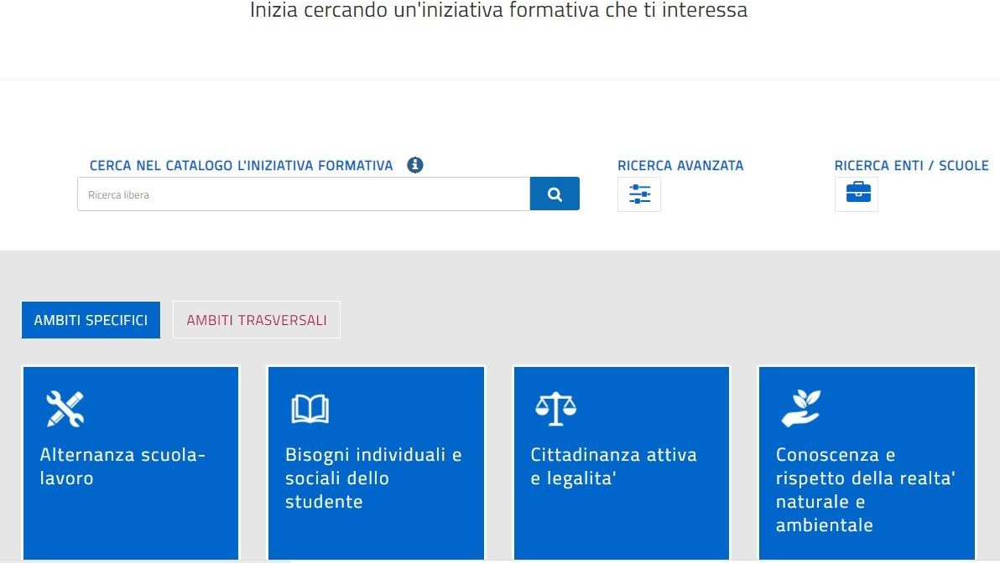 Inizia cercando un'iniziativa formativa che ti interessa
CERCA NEL CATALOGO L'INIZIATIVA FORMATIVA
RICERCA AVANZATA
RICERCA ENTI / SCUOLE
Ricerca libera
AMBITI SPECIFICI
AMBITI TRASVERSALI
Alternanza scuola-
lavoro
Bisogni individuali e
sociali dello
studente
Cittadinanza attiva
e legalita'
Conoscenza e
rispetto della realta'
naturale e
ambientale